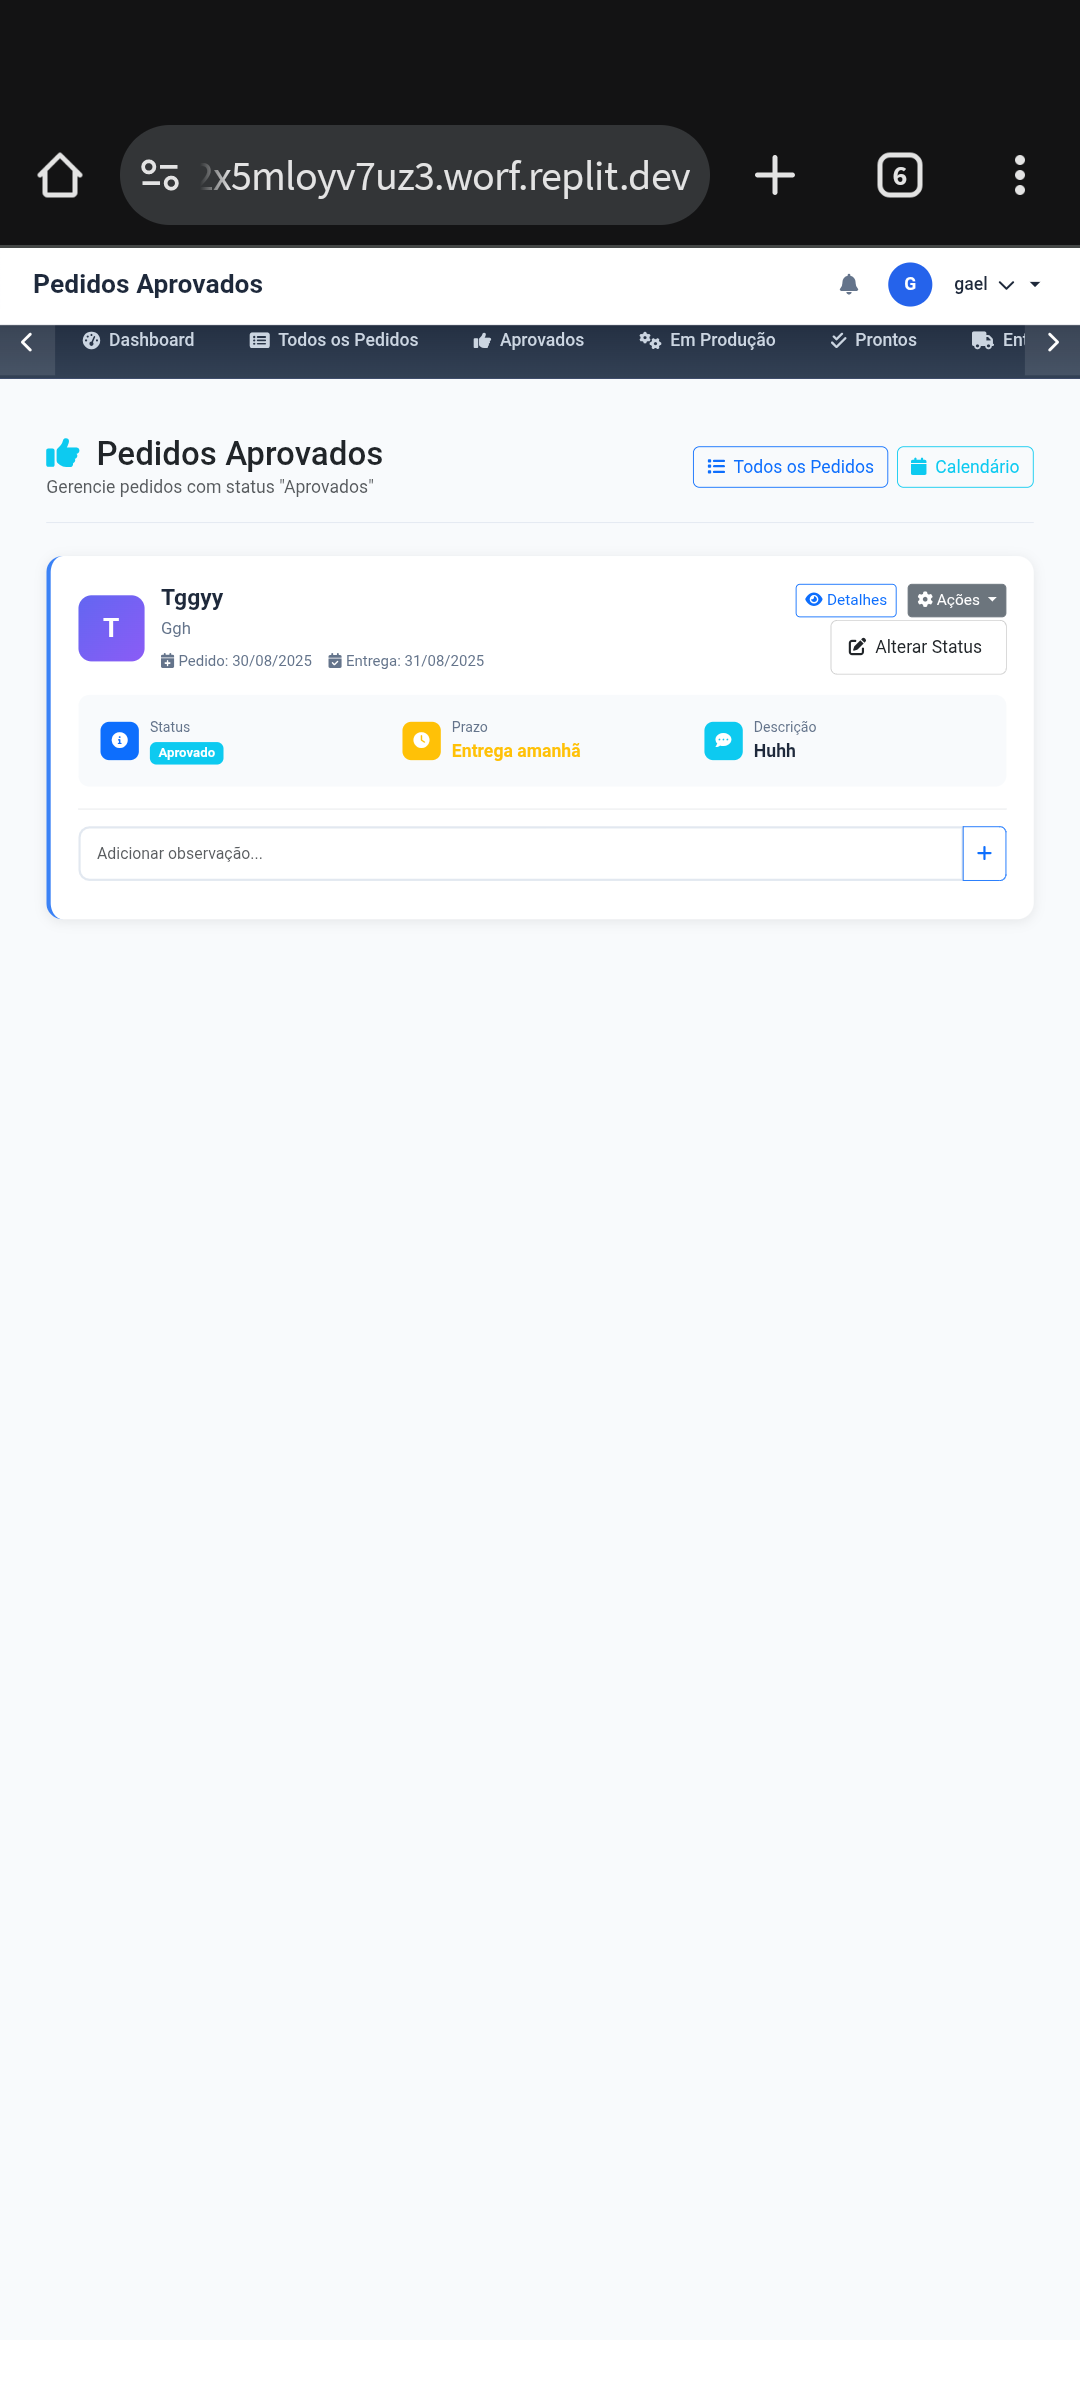 2x5mloyv7uz3.worf.replit.dev
6
Pedidos Aprovados
G
gael
Dashboard
Todos os Pedidos
Aprovados
Em Produção
Prontos
Ent
Pedidos Aprovados
Gerencie pedidos com status "Aprovados"
Todos os Pedidos
Calendário
T
Tggyy
Ggh
Pedido: 30/08/2025 Entrega: 31/08/2025
Detalhes
Ações
Alterar Status
Status
Aprovado
Prazo
Entrega amanhã
Descrição
Huhh
Adicionar observação...